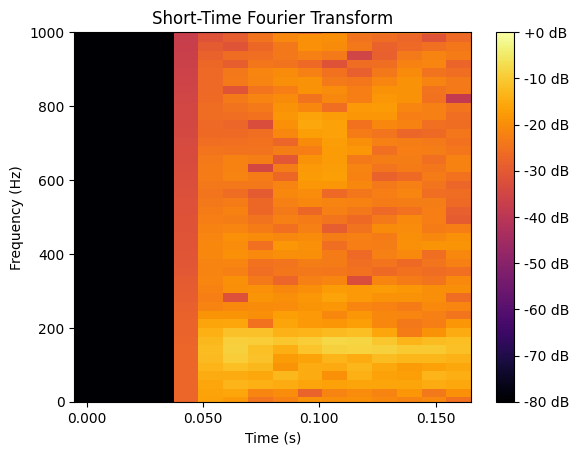 Short-Time Fourier Transform
1000
800
600
400
200
0
Frequency (Hz)
0.000
0.050
0.100
0.150
Time (s)
+0 dB
-10 dB
-20 dB
-30 dB
-40 dB
-50 dB
-60 dB
-70 dB
-80 dB